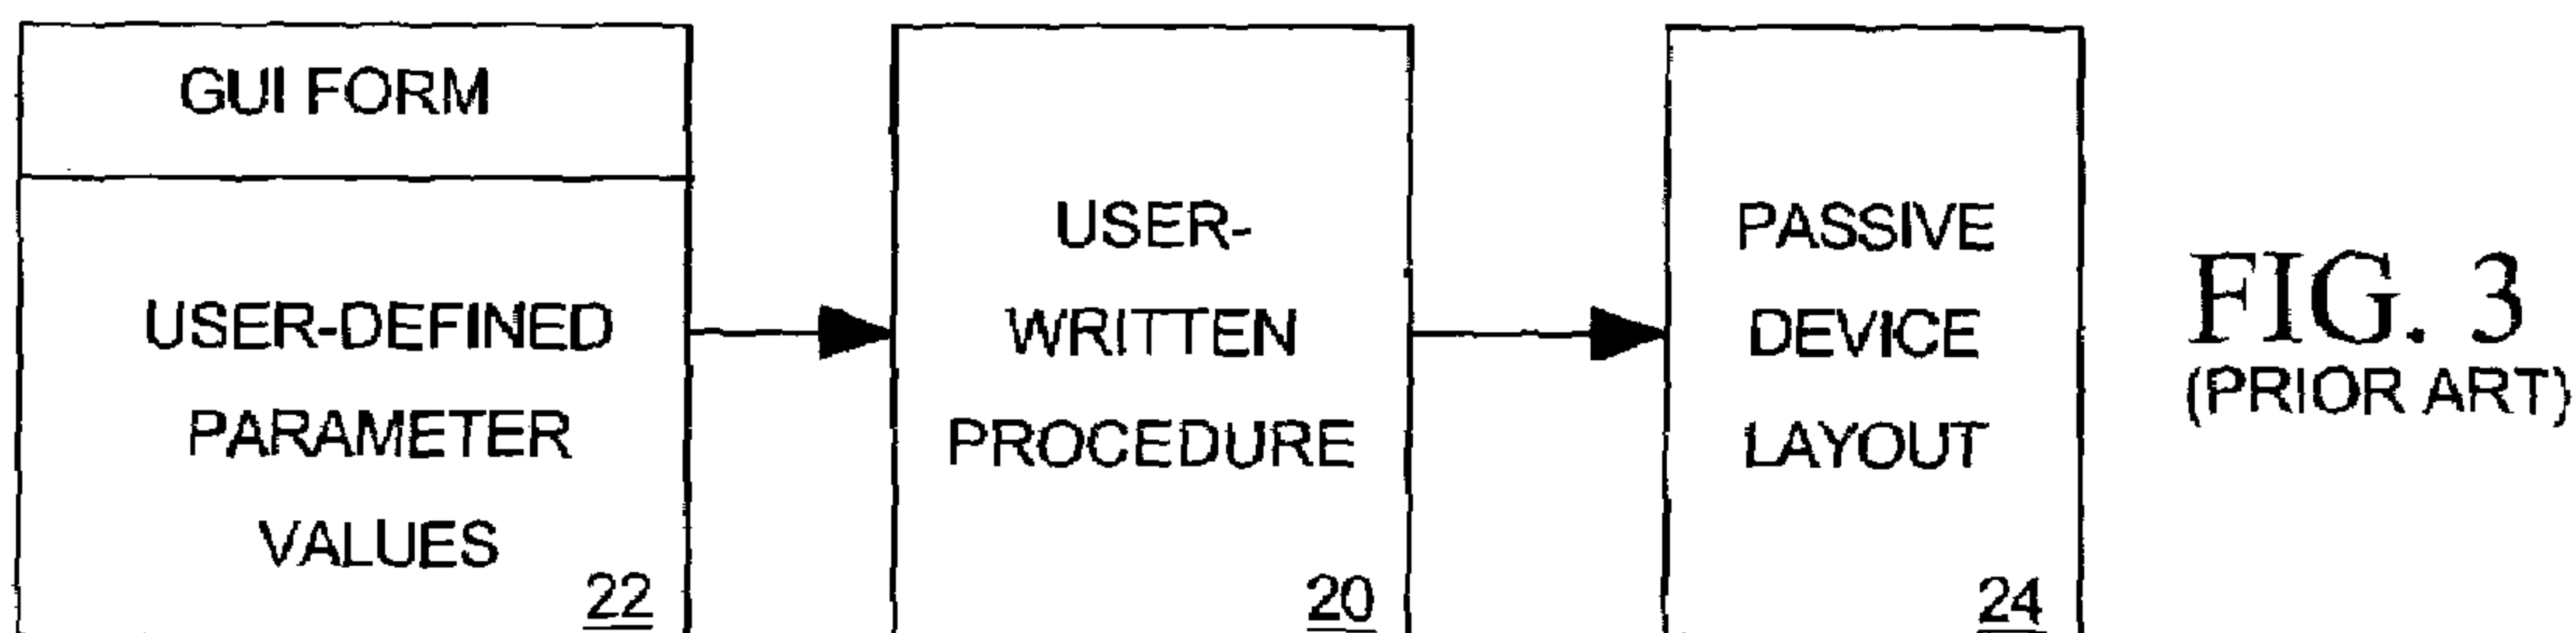 GUI FORM
USER-DEFINED
PARAMETER
VALUES
22
USER-
WRITTEN
PROCEDURE
20
PASSIVE
DEVICE
LAYOUT
24
FIG. 3
(PRIOR ART)